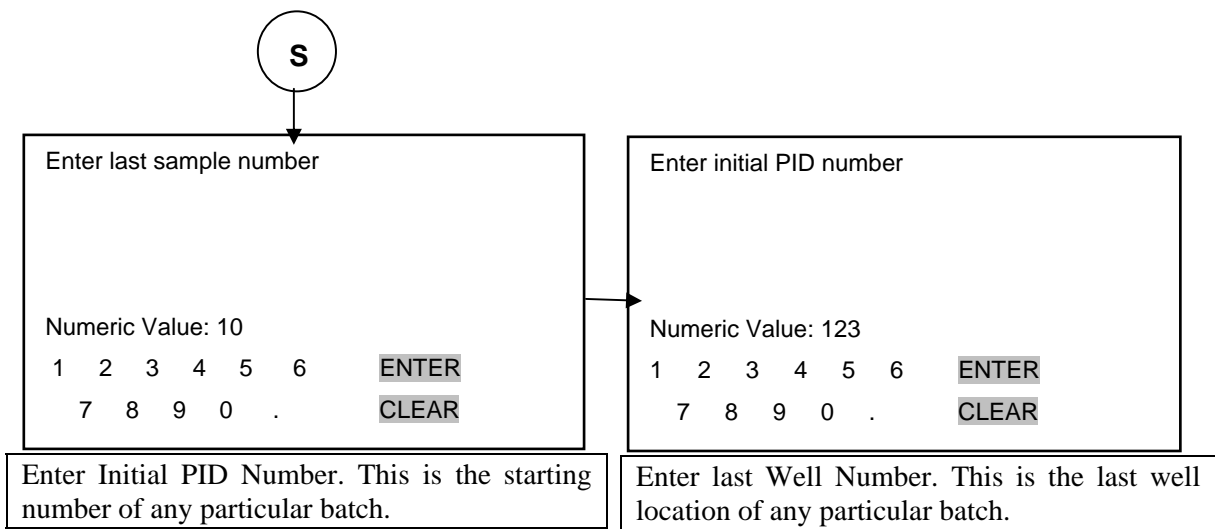 S
Enter last sample number
Numeric Value: 10
1 2 3 4 5 6 ENTER
7 8 9 0 . CLEAR
Enter Initial PID Number. This is the starting
number of any particular batch.
Enter initial PID number
Numeric Value: 123
1 2 3 4 5 6 ENTER
7 8 9 0 . CLEAR
Enter last Well Number. This is the last well
location of any particular batch.